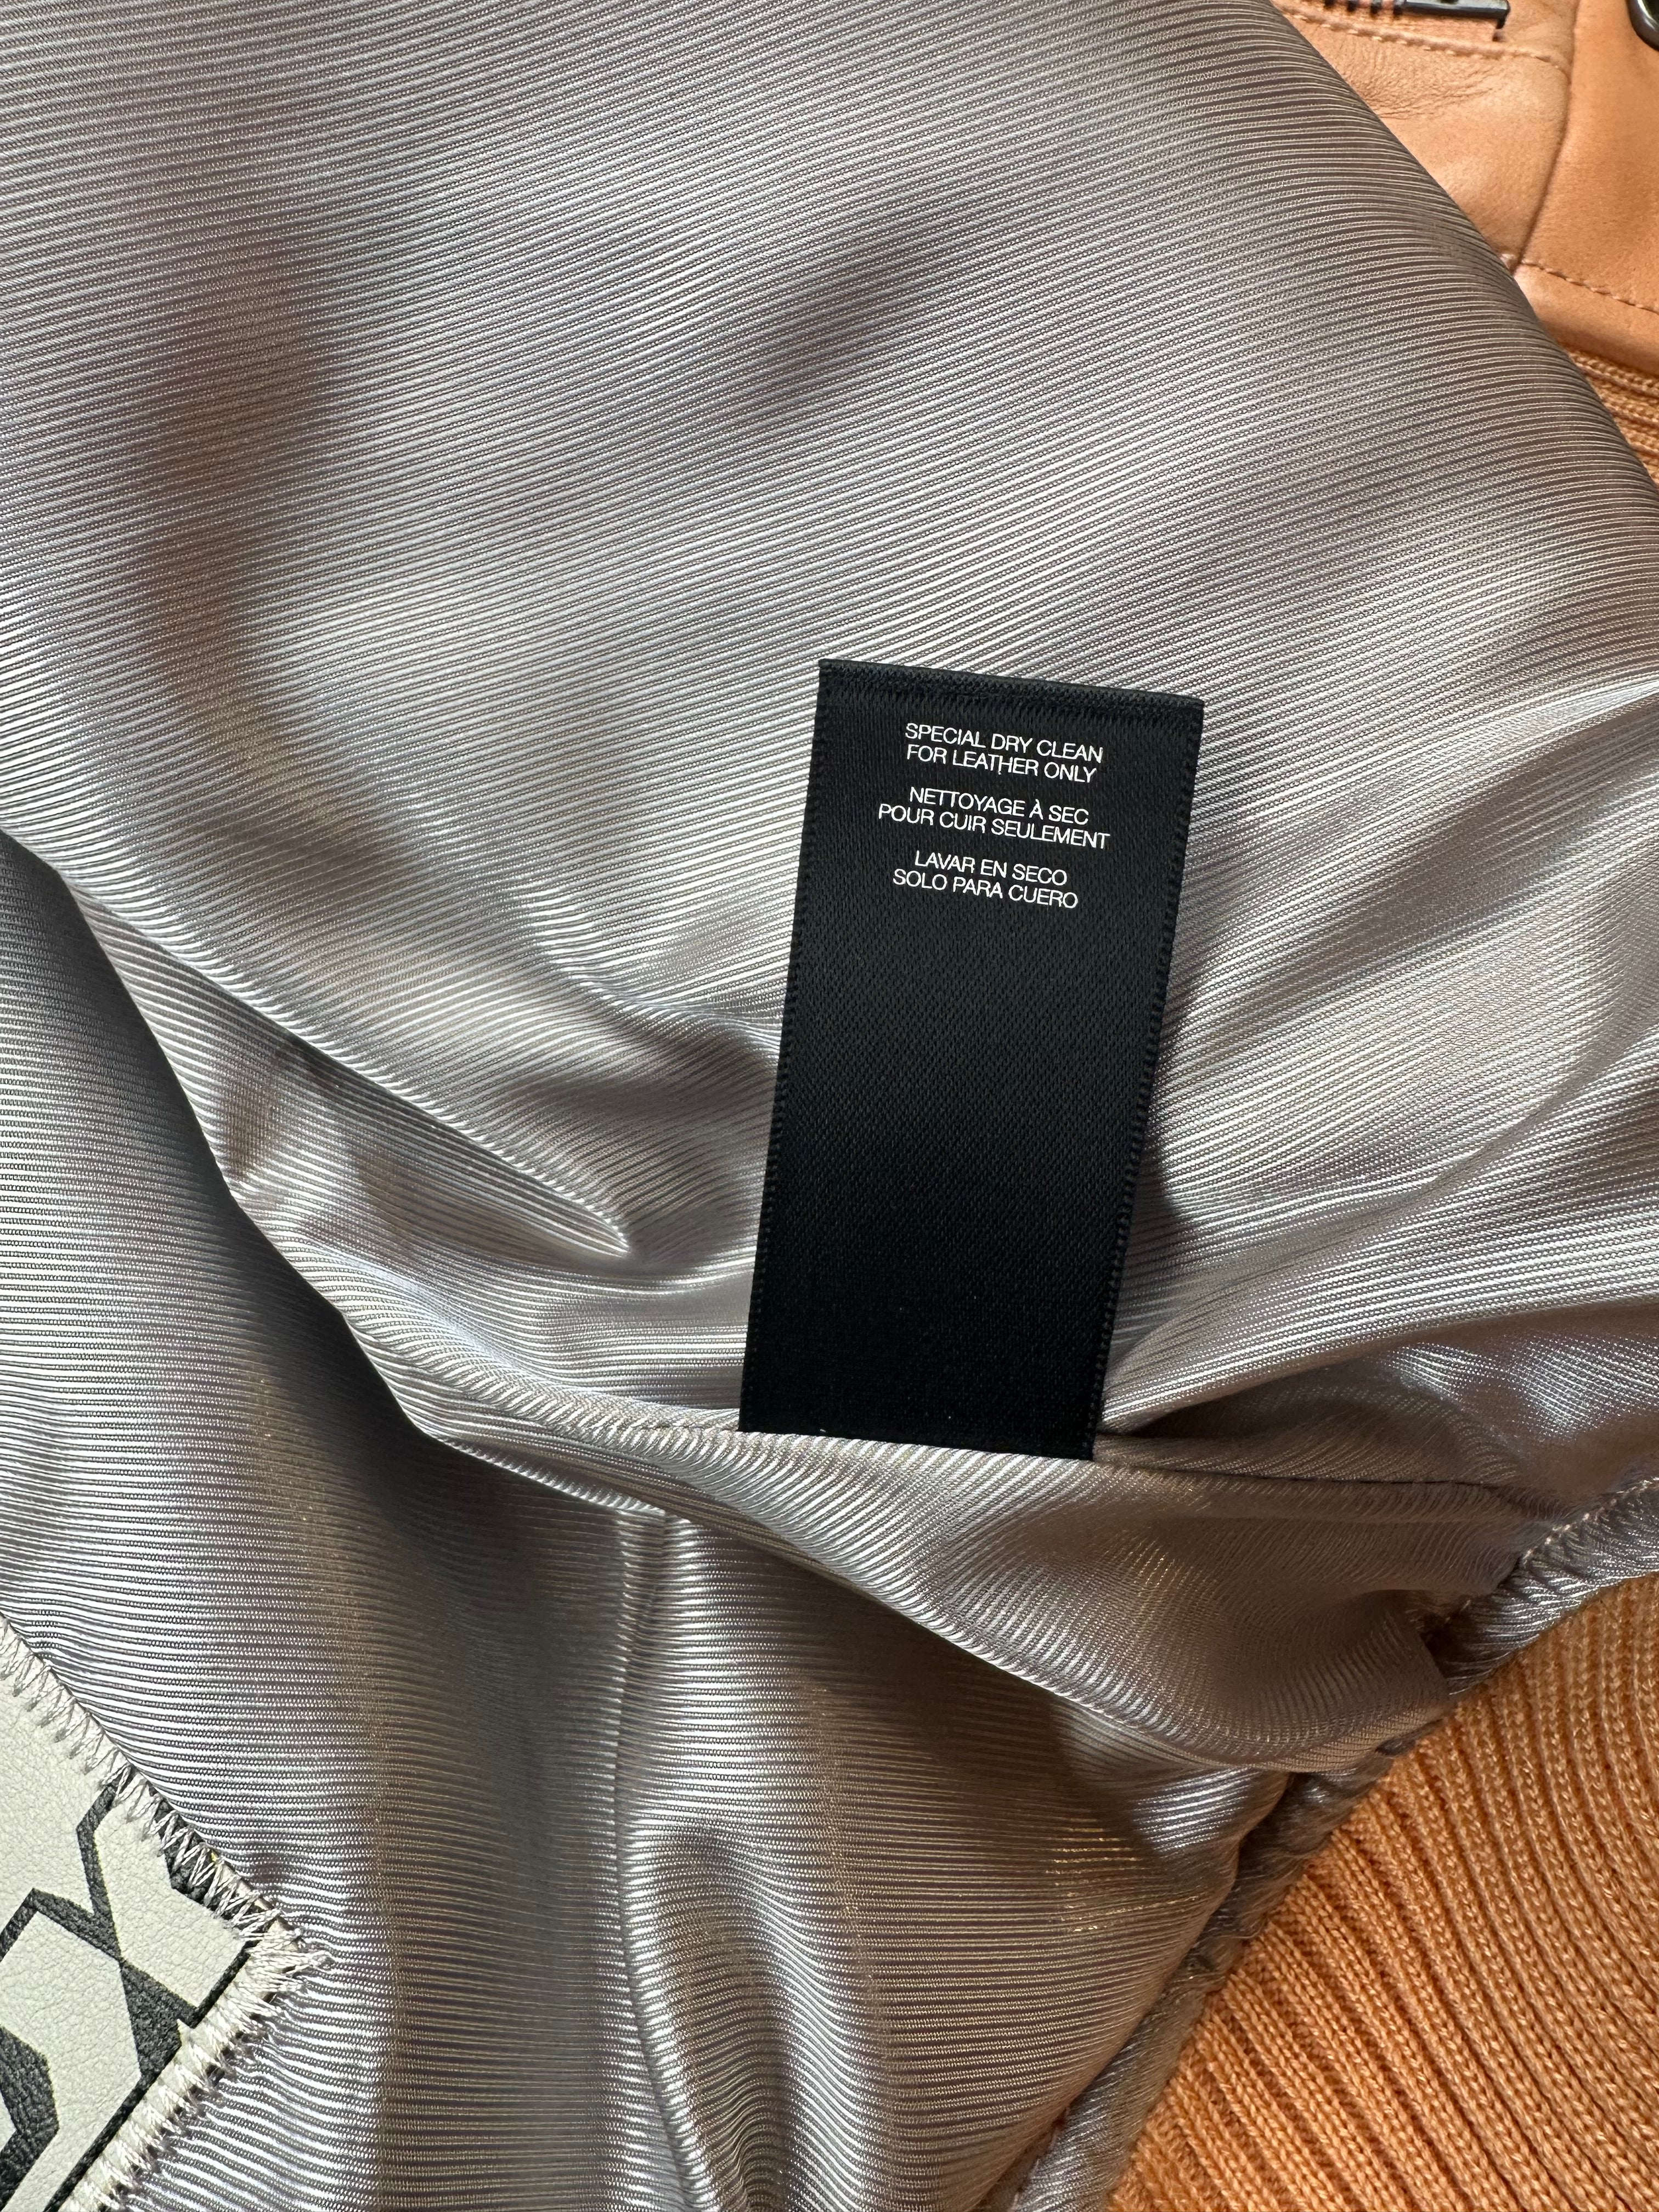 SPECIAL DRY CLEAN
FOR LEATHER ONLY
NETTOYAGE À SEC
POUR CUIR SEULEMENT
LAVAR EN SECO
SOLO PARA CUERO